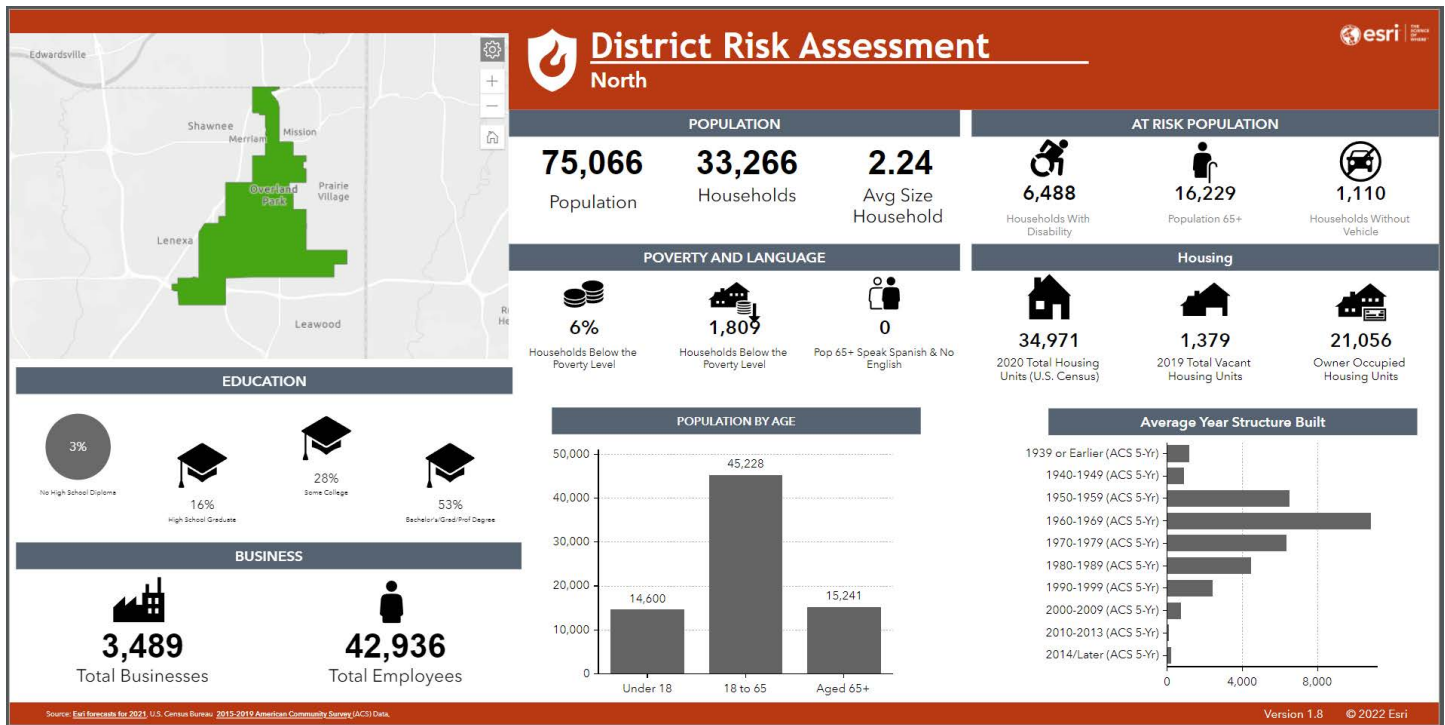 Edwardsville
Shawnee
Merriam
Mission
Overland
Park
Prairie
Village
Lenexa
Leawood
District Risk Assessment
North
esri
THE
SCIENCE
OF
WHERE
POPULATION
75,066
Population
33,266
Households
2.24
Avg Size
Household
AT RISK POPULATION
6,488
Households With
Disability
16,229
Population 65+
1,110
Households Without
Vehicle
POVERTY AND LANGUAGE
6%
Households Below the
Poverty Level
1,809
Households Below the
Poverty Level
0
Pop 65+ Speak Spanish & No
English
Housing
34,971
2020 Total Housing
Units (U.S. Census)
1,379
2019 Total Vacant
Housing Units
21,056
Owner Occupied
Housing Units
EDUCATION
3%
No High School Diploma
16%
High School Graduate
28%
Some College
53%
Bachelor's/Grad/Prof Degree
BUSINESS
3,489
Total Businesses
42,936
Total Employees
POPULATION BY AGE
50,000
40,000
30,000
20,000
10,000
0
14,600
45,228
15,241
Under 18
18 to 65
Aged 65+
Average Year Structure Built
1939 or Earlier (ACS 5-Yr)
1940-1949 (ACS 5-Yr)
1950-1959 (ACS 5-Yr)
1960-1969 (ACS 5-Yr)
1970-1979 (ACS 5-Yr)
1980-1989 (ACS 5-Yr)
1990-1999 (ACS 5-Yr)
2000-2009 (ACS 5-Yr)
2010-2013 (ACS 5-Yr)
2014/Later (ACS 5-Yr)
0
4,000
8,000
Source: Esri forecasts for 2021, U.S. Census Bureau 2015-2019 American Community Survey (ACS) Data,
Version 1.8
© 2022 Esri